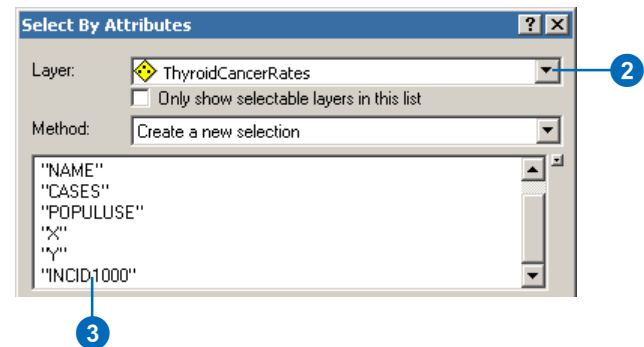 Select By Attributes
Layer: ThyroidCancerRates
2
Only show selectable layers in this list
Method: Create a new selection
"NAME"
"CASES"
"POPULUSE"
"X"
"Y"
"INCID1000"
3